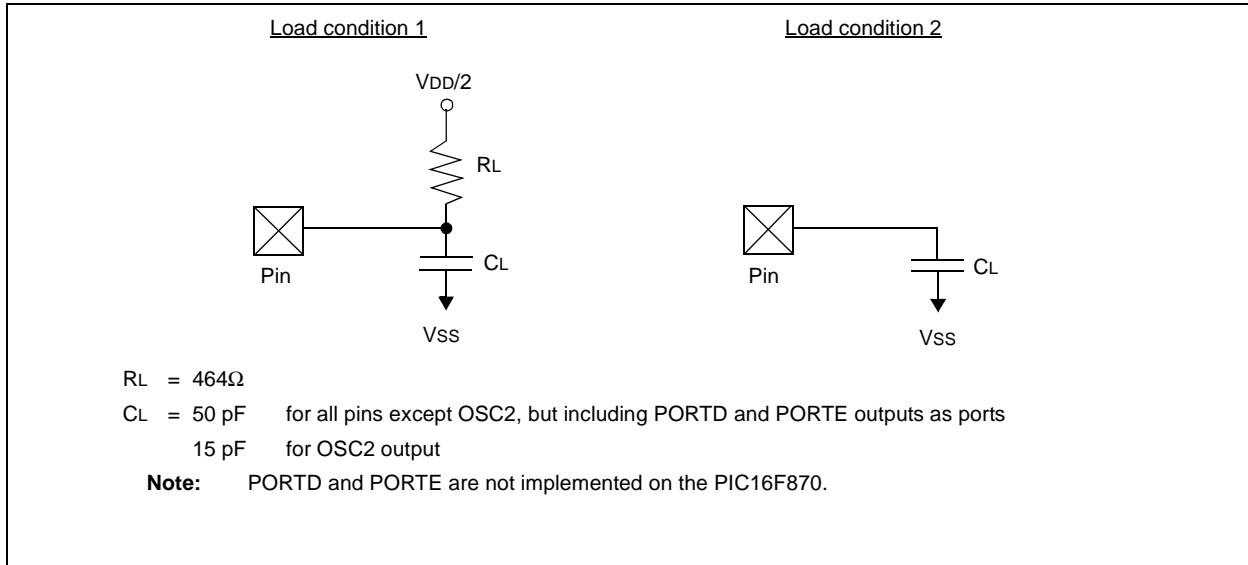 Load condition 1
Load condition 2
VDD/2
RL
Pin
CL
VSS
Pin
CL
VSS
RL = 464Ω
CL = 50 pF for all pins except OSC2, but including PORTD and PORTE outputs as ports
15 pF for OSC2 output
Note: PORTD and PORTE are not implemented on the PIC16F870.